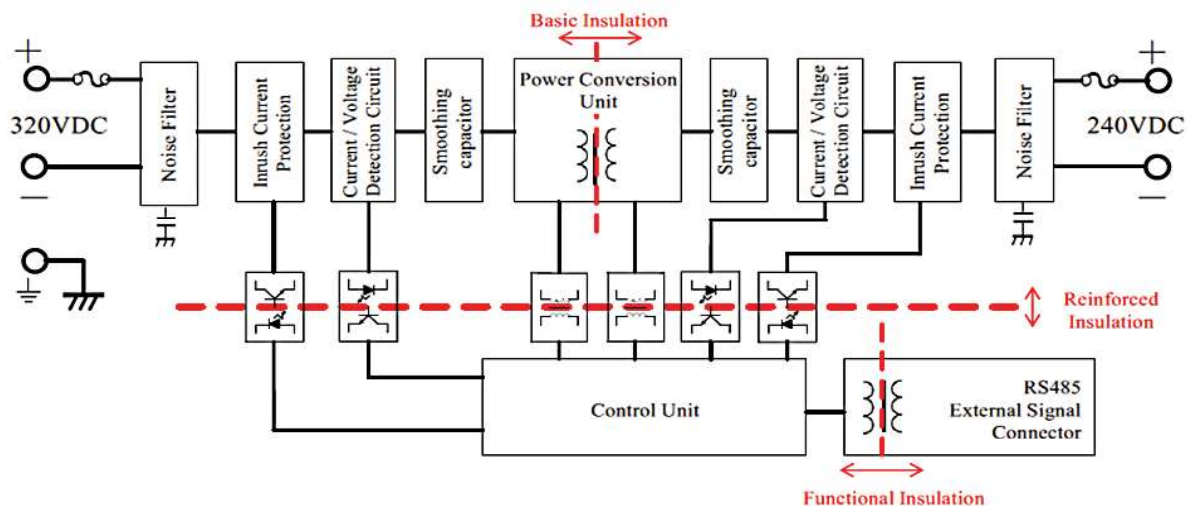 Basic Insulation
+
320VDC
—
Noise Filter
Inrush Current
Protection
Current / Voltage
Detection Circuit
Smoothing
capacitor
Power Conversion
Unit
Smoothing
capacitor
Current / Voltage
Detection Circuit
Inrush Current
Protection
Noise Filter
+
240VDC
—
Reinforced
Insulation
Control Unit
RS485
External Signal
Connector
Functional Insulation